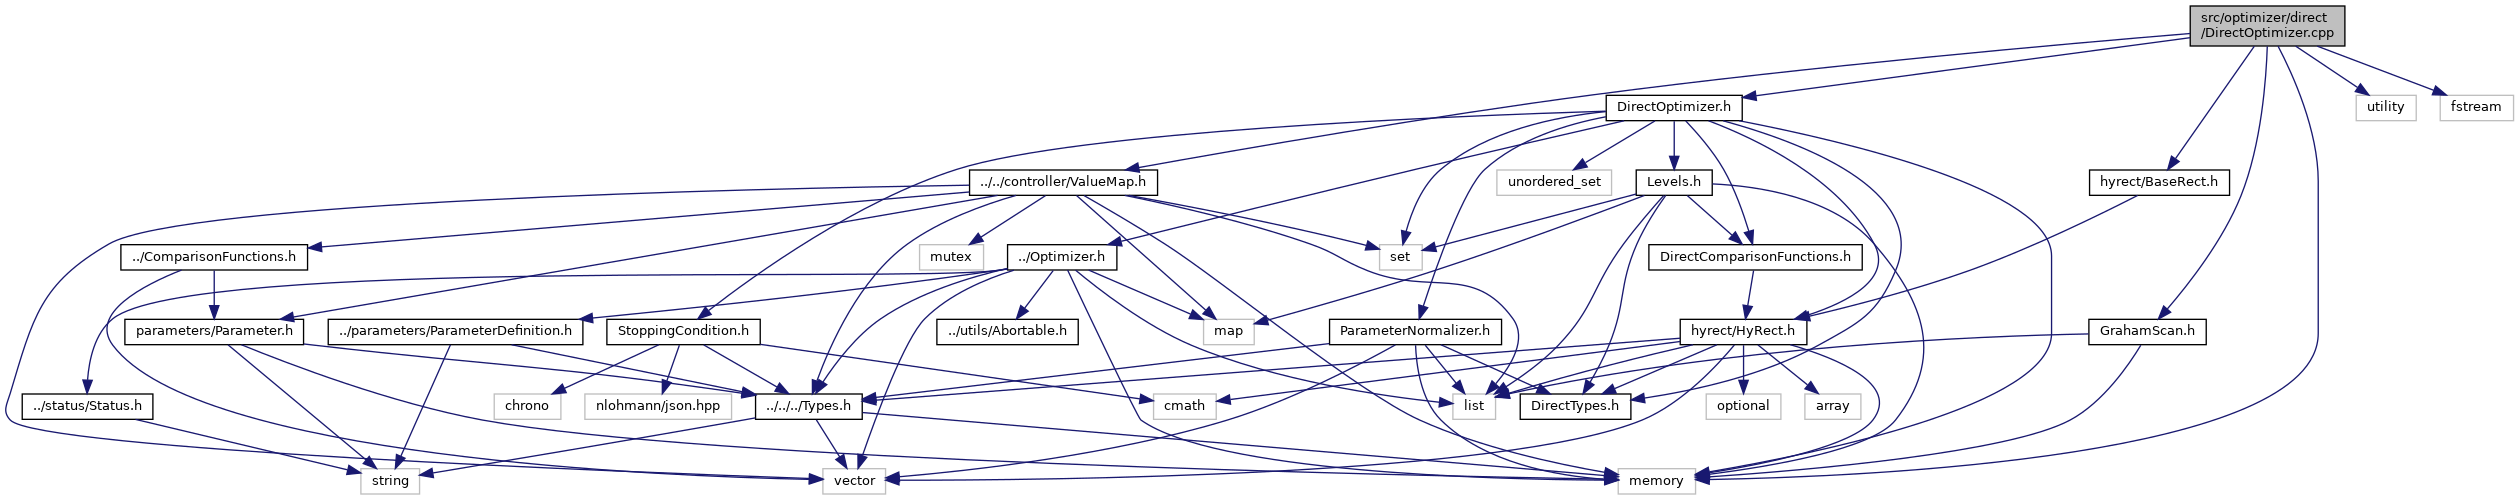 src/optimizer/direct
/DirectOptimizer.cpp
DirectOptimizer.h
utility
fstream
../../controller/ValueMap.h
unordered_set
Levels.h
hyrect/BaseRect.h
../ComparisonFunctions.h
mutex
../Optimizer.h
set
DirectComparisonFunctions.h
parameters/Parameter.h
../parameters/ParameterDefinition.h
StoppingCondition.h
../utils/Abortable.h
map
ParameterNormalizer.h
hyrect/HyRect.h
GrahamScan.h
../status/Status.h
chrono
nlohmann/json.hpp
../../../Types.h
cmath
list
DirectTypes.h
optional
array
string
vector
memory